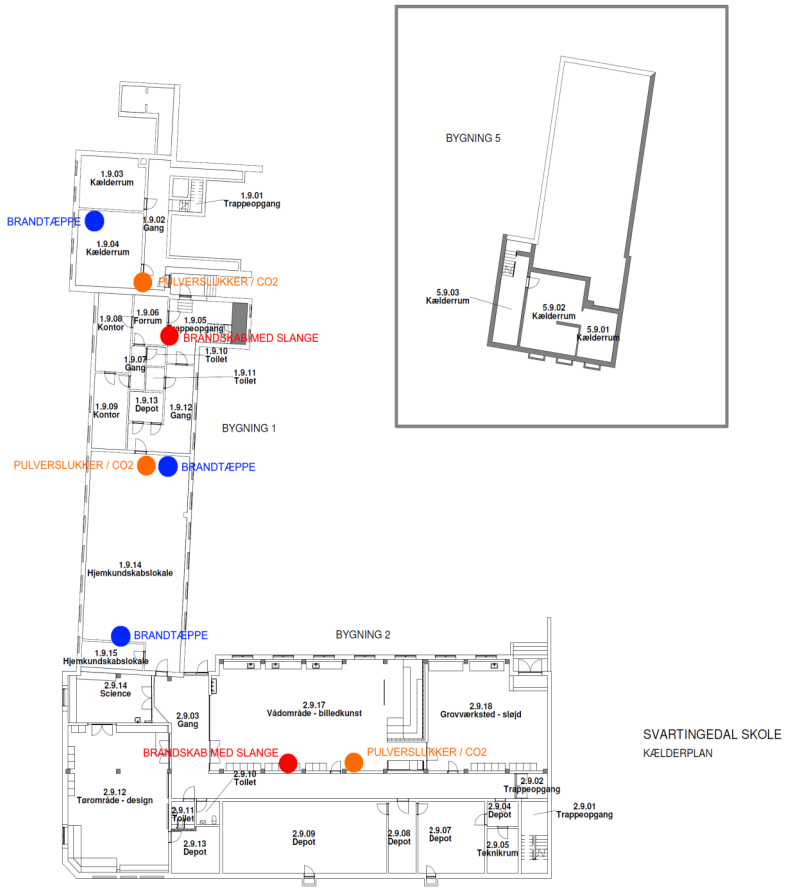 BYGNING 5
5.9.03
Kælderrum
5.9.02
Kælderrum
5.9.01
Kælderrum
1.9.03
Kælderrum
1.9.01
Trappeopgang
1.9.02
Gang
BRANDTÆPPE
1.9.04
Kælderrum
PULVERSLUKKER / CO2
1.9.08
Kontor
1.9.06
Forrum
1.9.05
Trappeopgang
BRANDSKAB MED SLANGE
1.9.10
Toilet
1.9.07
Gang
1.9.11
Toilet
1.9.09
Kontor
1.9.13
Depot
1.9.12
Gang
BYGNING 1
PULVERSLUKKER / CO2
BRANDTÆPPE
1.9.14
Hjemkundskabslokale
BRANDTÆPPE
BYGNING 2
1.9.15
Hjemkundskabslokale
2.9.14
Science
2.9.03
Gang
2.9.17
Vådområde - billedkunst
2.9.18
Grovværksted - sløjd
SVARTINGEDAL SKOLE
KÆLDERPLAN
BRANDSKAB MED SLANGE
PULVERSLUKKER / CO2
2.9.10
Toilet
2.9.02
Trappeopgang
2.9.12
Tørområde - design
2.9.11
Toilet
2.9.04
Depot
2.9.01
Trappeopgang
2.9.13
Depot
2.9.09
Depot
2.9.08
Depot
2.9.07
Depot
2.9.05
Teknikrum